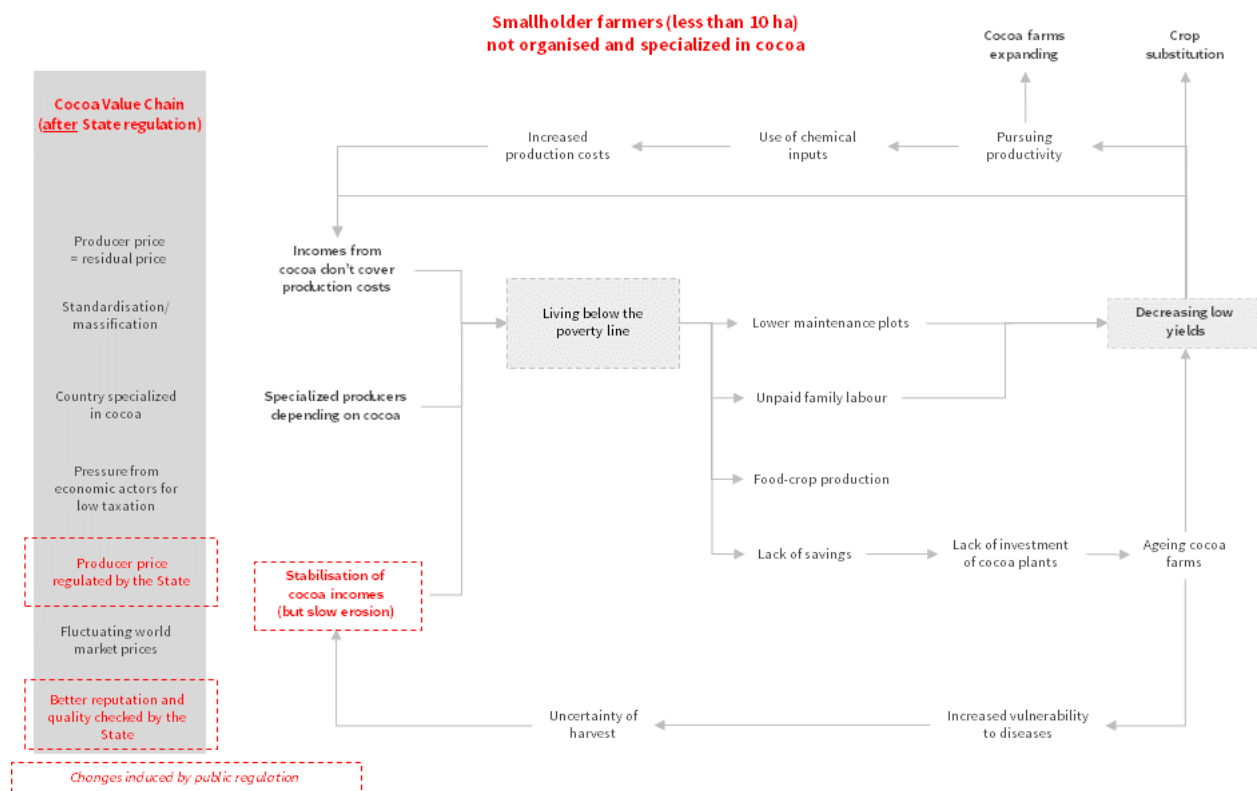 Smallholder farmers (less than 10 ha)
not organised and specialized in cocoa
Cocoa farms
expanding
Crop
substitution
Cocoa Value Chain
(after State regulation)
Increased
production costs
Use of chemical
inputs
Pursuing
productivity
Producer price
= residual price
Incomes from
cocoa don't cover
production costs
Standardisation/
massification
Living below the
poverty line
Lower maintenance plots
Decreasing low
yields
Country specialized
in cocoa
Specialized producers
depending on cocoa
Unpaid family labour
Pressure from
economic actors for
low taxation
Food-crop production
Producer price
regulated by the State
Stabilisation of
cocoa incomes
(but slow erosion)
Lack of savings
Lack of investment
of cocoa plants
Ageing cocoa
farms
Fluctuating world
market prices
Better reputation and
quality checked by the
State
Uncertainty of
harvest
Increased vulnerability
to diseases
Changes induced by public regulation